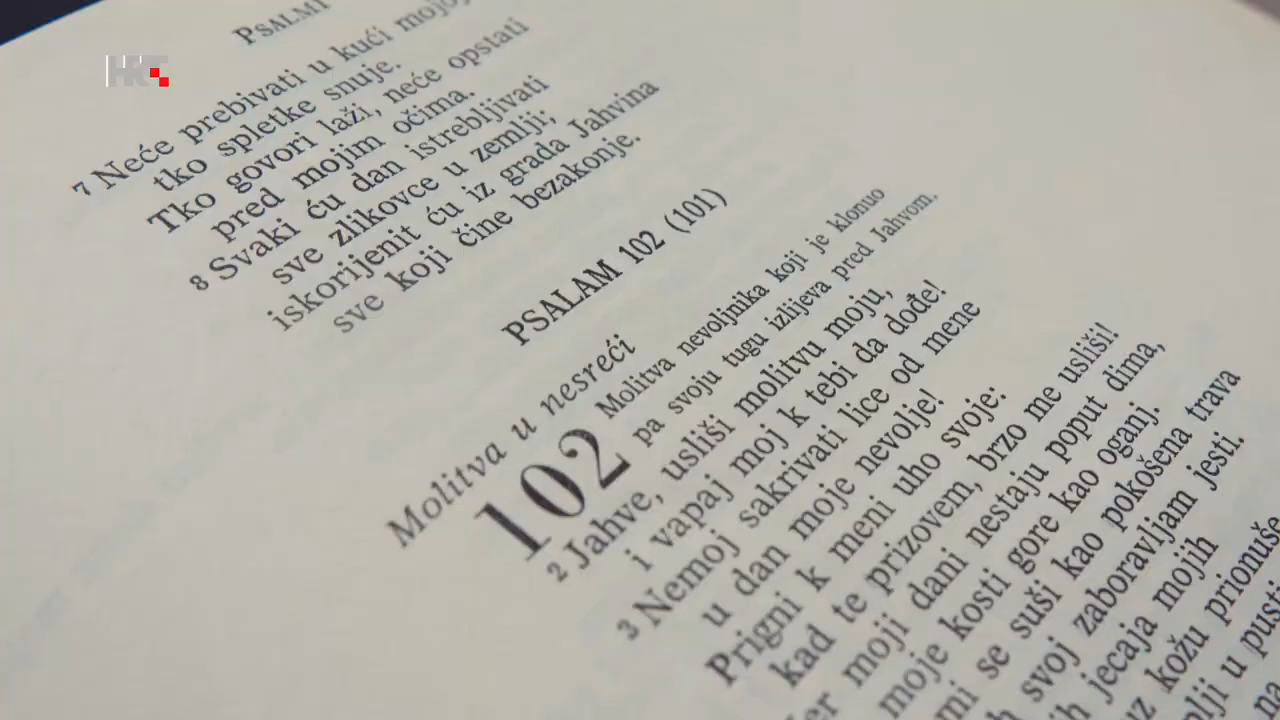 HRT
PSALMI
7 Neće prebivati u kući mojoj
tko spletke snuje.
Tko govori laži, neće opstati
pred mojim očima.
8 Svaki ću dan istrebljivati
sve zlikovce u zemlji;
iskorijenit ću iz grada Jahvina
sve koji čine bezakonje.
PSALAM 102 (101)
Molitva u nesreći
102 Molitva nevoljnika koji je klonuo
pa svoju tugu izlijeva pred Jahvom.
2 Jahve, usliši molitvu moju,
i vapaj moj k tebi da dođe!
3 Nemoj sakrivati lice od mene
u dan moje nevolje!
Prigni k meni uho svoje:
kad te prizovem, brzo me usliši!
moji dani nestaju poput dima,
moje kosti gore kao oganj.
mi se suši kao pokošena trava
svoj zaboravljam jesti.
jecaja mojih
uz kožu prionuše
u
na